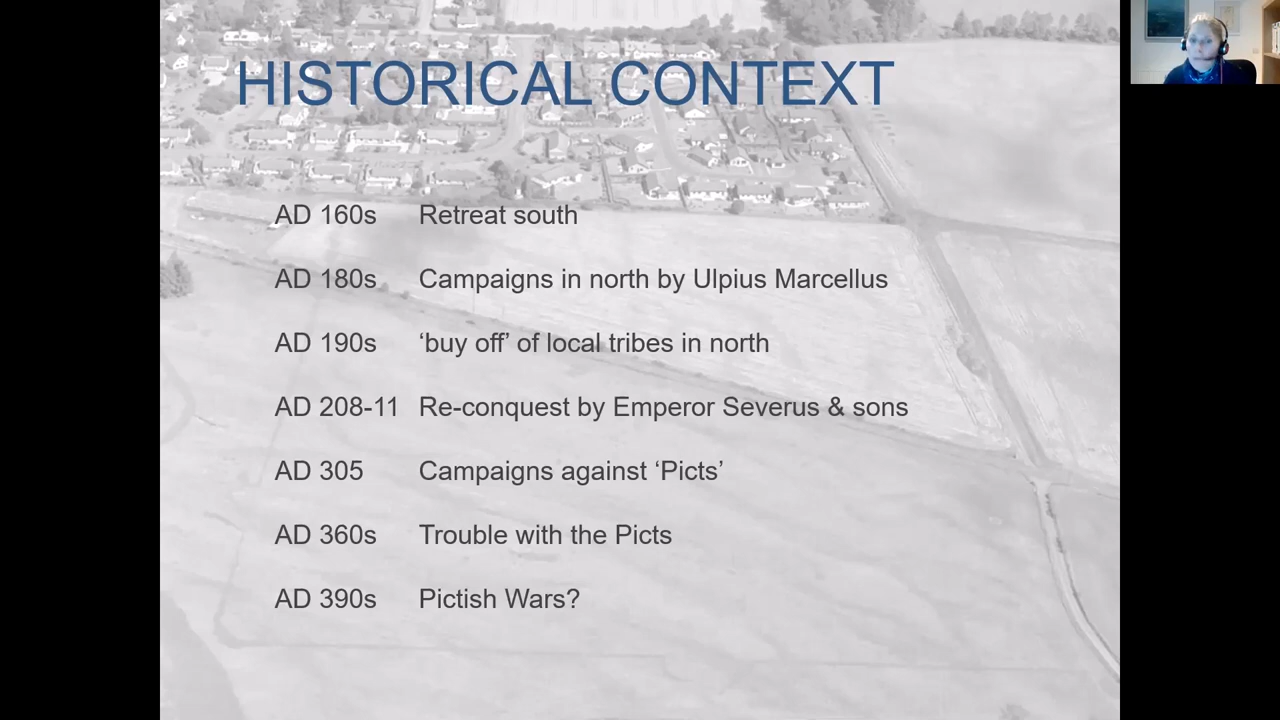 HISTORICAL CONTEXT
AD 160s Retreat south
AD 180s Campaigns in north by Ulpius Marcellus
AD 190s ‘buy off’ of local tribes in north
AD 208-11 Re-conquest by Emperor Severus & sons
AD 305 Campaigns against ‘Picts’
AD 360s Trouble with the Picts
AD 390s Pictish Wars?